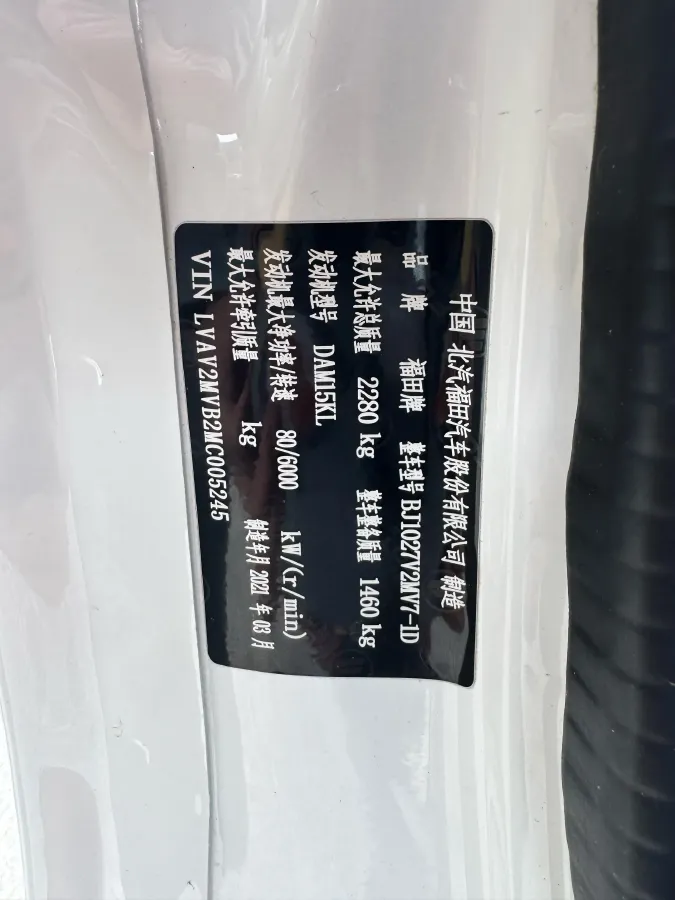 中国 北汽福田汽车股份有限公司 制造
品 牌 福田牌 整车型号 BJ1027V2MV7-1D
最大允许总质量 2280 kg 整车整备质量 1460 kg
发动机型号 DAM15KL
发动机最大净功率/转速 80/6000 kW/(r/min)
最大允许牵引质量 kg 制造年月 2021 年 03 月
VIN LVAV2MVB2MC005245